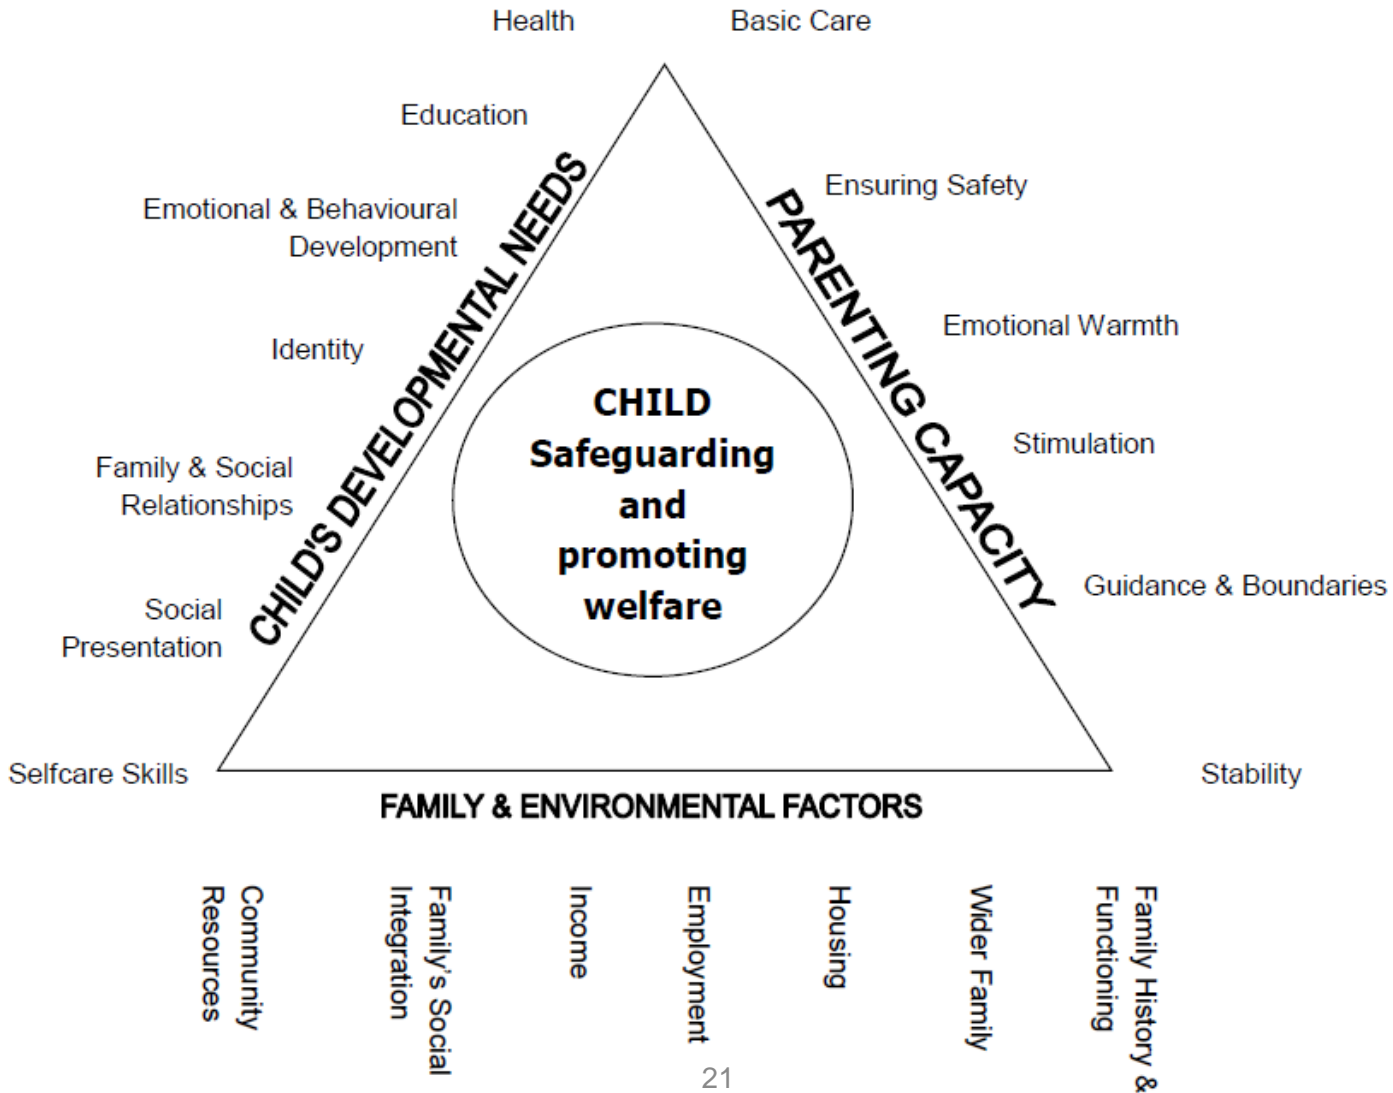 Health
Basic Care
Education
Ensuring Safety
Emotional & Behavioural
Development
Emotional Warmth
Identity
Stimulation
Family & Social
Relationships
Guidance & Boundaries
Social
Presentation
Selfcare Skills
Stability
CHILD'S DEVELOPMENTAL NEEDS
PARENTING CAPACITY
CHILD
Safeguarding
and
promoting
welfare
FAMILY & ENVIRONMENTAL FACTORS
Community
Resources
Family's Social
Integration
Income
Employment
Housing
Wider Family
Family History &
Functioning
21